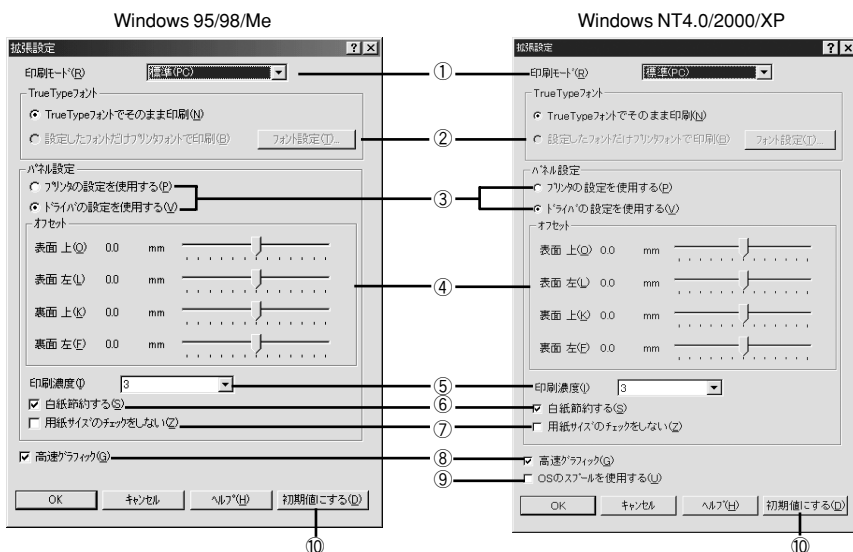 Windows 95/98/Me
拡張設定
印刷モード(R)
標準(PC)
TrueTypeフォント
TrueTypeフォントでそのまま印刷(N)
設定したフォントだけプリンタフォントで印刷(B)
フォント設定(T)...
パネル設定
プリンタの設定を使用する(P)
ドライバの設定を使用する(V)
オフセット
表面 上(O) 0.0 mm
表面 左(L) 0.0 mm
裏面 上(K) 0.0 mm
裏面 左(F) 0.0 mm
印刷濃度(I) 3
白紙節約する(S)
用紙サイズのチェックをしない(Z)
高速グラフィック(G)
OK キャンセル ヘルプ(H) 初期値にする(D)
①
②
③
④
⑤
⑥
⑦
⑧
⑨
⑩
Windows NT4.0/2000/XP
拡張設定
印刷モード(R)
標準(PC)
TrueTypeフォント
TrueTypeフォントでそのまま印刷(N)
設定したフォントだけプリンタフォントで印刷(B)
フォント設定(T)...
パネル設定
プリンタの設定を使用する(P)
ドライバの設定を使用する(V)
オフセット
表面 上(O) 0.0 mm
表面 左(L) 0.0 mm
裏面 上(K) 0.0 mm
裏面 左(F) 0.0 mm
印刷濃度(I) 3
白紙節約する(S)
用紙サイズのチェックをしない(Z)
高速グラフィック(G)
OSのスプールを使用する(U)
OK キャンセル ヘルプ(H) 初期値にする(D)
⑩